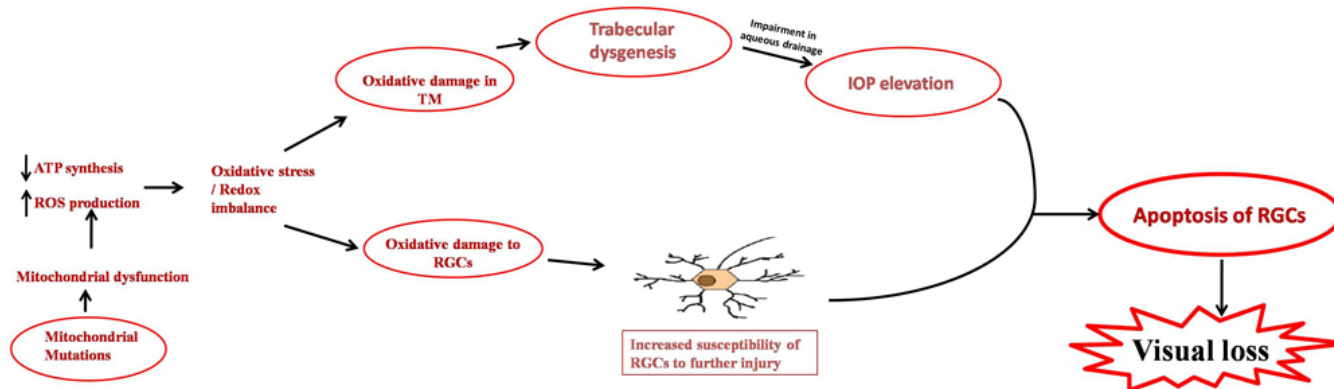 Mitochondrial
Mutations
Mitochondrial dysfunction
ATP synthesis
ROS production
Oxidative stress
/ Redox
imbalance
Oxidative damage in
TM
Trabecular
dysgenesis
Impairment in
aqueous drainage
IOP elevation
Oxidative damage to
RGCs
Increased susceptibility of
RGCs to further injury
Apoptosis of RGCs
Visual loss